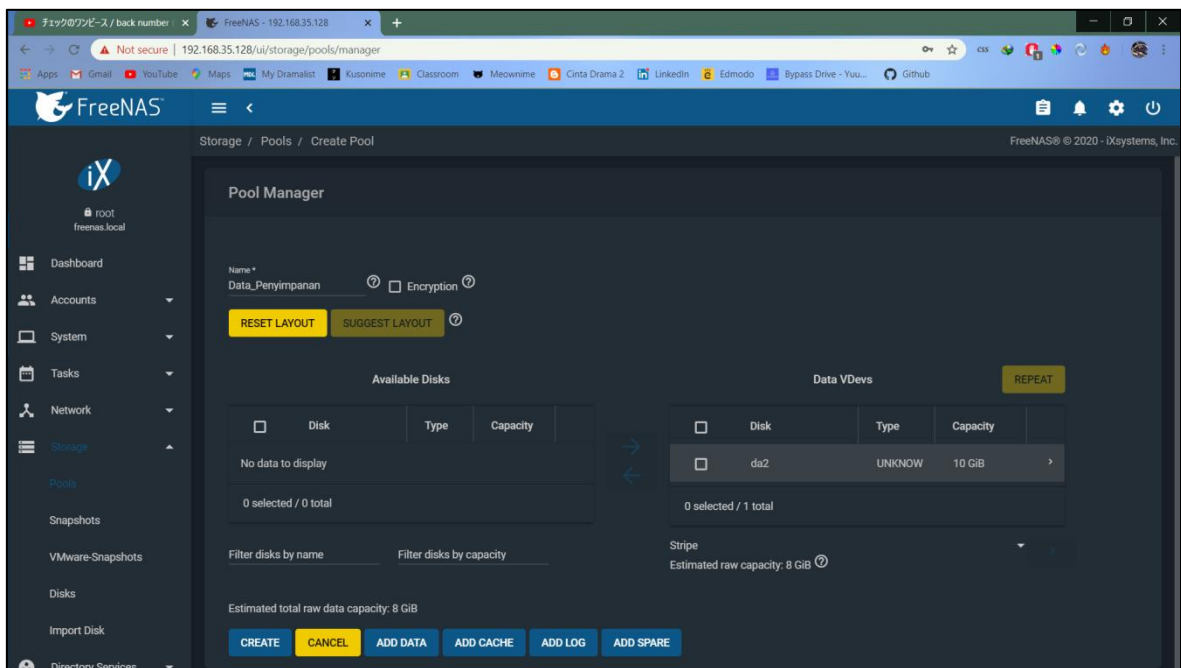 チェックのワンピース / back number
FreeNAS - 192.168.35.128
Not secure | 192.168.35.128/ui/storage/pools/manager
css
Apps Gmail YouTube Maps My Dramalist Kusonime Classroom Meownime Cinta Drama 2 LinkedIn Edmodo Bypass Drive - Yuu... Github
FreeNAS
Storage / Pools / Create Pool
FreeNAS® © 2020 - iXsystems, Inc.
iX
root
freenas.local
Dashboard
Accounts
System
Tasks
Network
Storage
Pools
Snapshots
VMware-Snapshots
Disks
Import Disk
Directory Services
Pool Manager
Name *
Data_Penyimpanan
Encryption
RESET LAYOUT SUGGEST LAYOUT
Available Disks
Disk Type Capacity
No data to display
0 selected / 0 total
Filter disks by name Filter disks by capacity
Data VDevs
REPEAT
Disk Type Capacity
da2 UNKNOW 10 GiB
0 selected / 1 total
Stripe
Estimated raw capacity: 8 GiB
Estimated total raw data capacity: 8 GiB
CREATE CANCEL ADD DATA ADD CACHE ADD LOG ADD SPARE